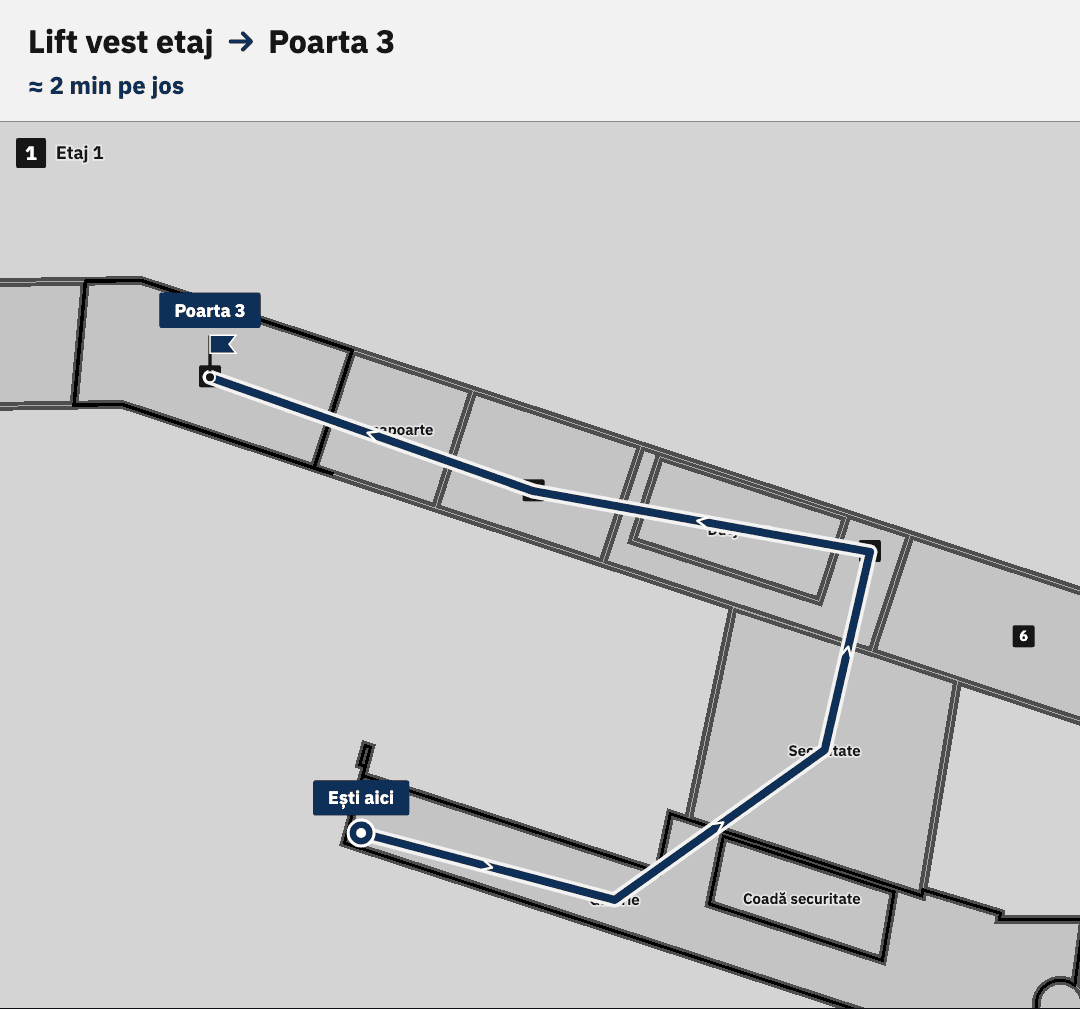 Lift vest etaj → Poarta 3
≈ 2 min pe jos
1 Etaj 1
Poarta 3
6
Ești aici
Coadă securitate